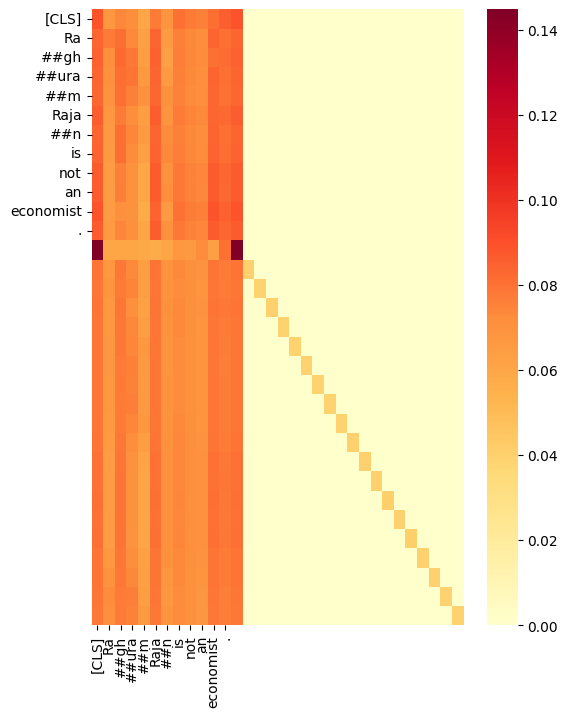 [CLS]
Ra
##gh
##ura
##m
Raja
##n
is
not
an
economist
.
0.14
0.12
0.10
0.08
0.06
0.04
0.02
0.00
[CLS]
Ra
##gh
##ura
##m
Raja
##n
is
not
an
economist
.